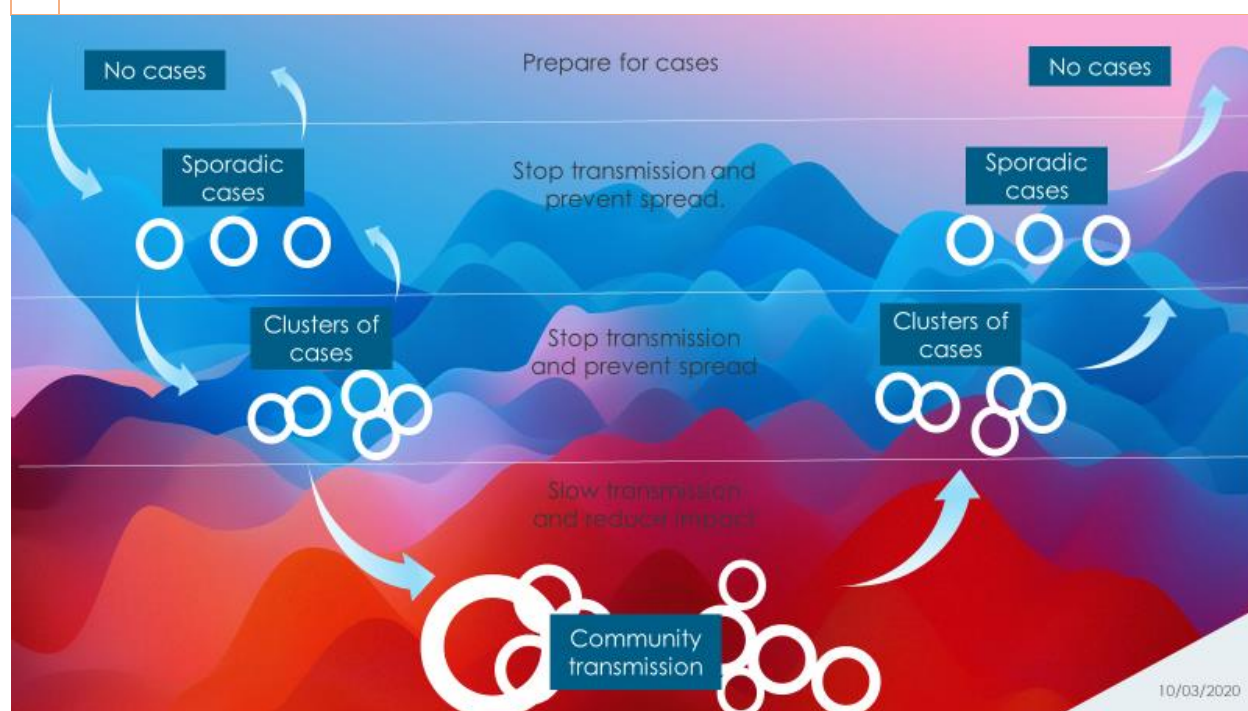 No cases
Prepare for cases
No cases
Sporadic
cases
Stop transmission and
prevent spread.
Sporadic
cases
Clusters of
cases
Stop transmission
and prevent spread
Clusters of
cases
Slow transmission
and reduce impact
Community
transmission
10/03/2020